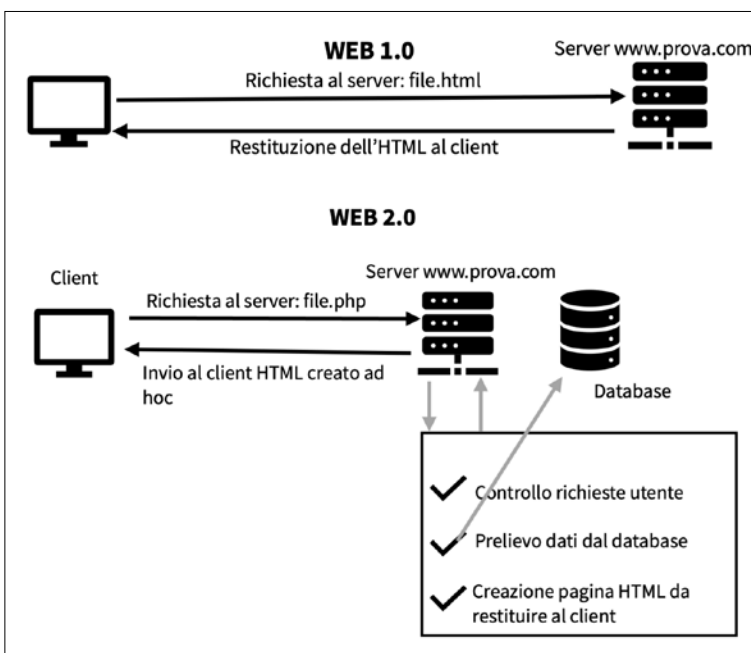 WEB 1.0
Server www.prova.com
Richiesta al server: file.html
Restituzione dell'HTML al client
WEB 2.0
Client
Server www.prova.com
Richiesta al server: file.php
Invio al client HTML creato ad
hoc
Database
Controllo richieste utente
Prelievo dati dal database
Creazione pagina HTML da
restituire al client